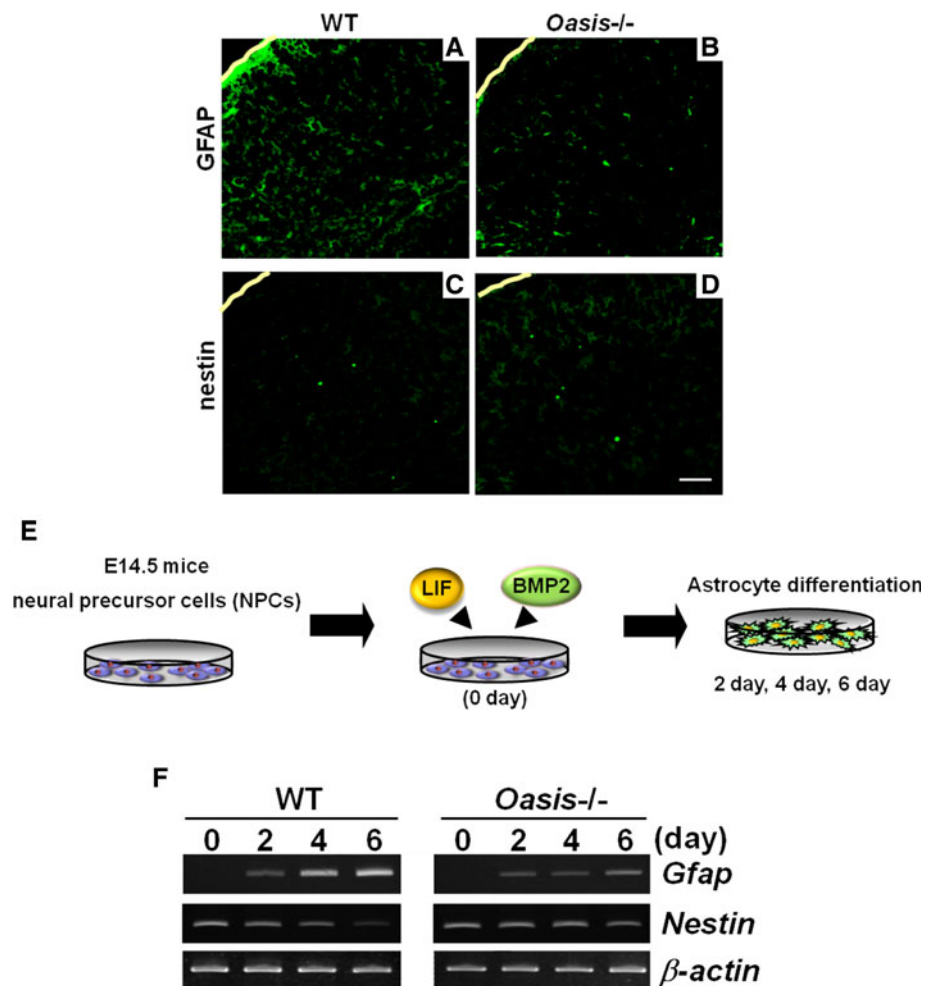 WT Oasis-/-
GFAP A B
nestin C D
E
E14.5 mice
neural precursor cells (NPCs)
LIF BMP2
(0 day)
Astrocyte differentiation
2 day, 4 day, 6 day
F
WT Oasis-/-
0 2 4 6 0 2 4 6 (day)
Gfap
Nestin
β-actin